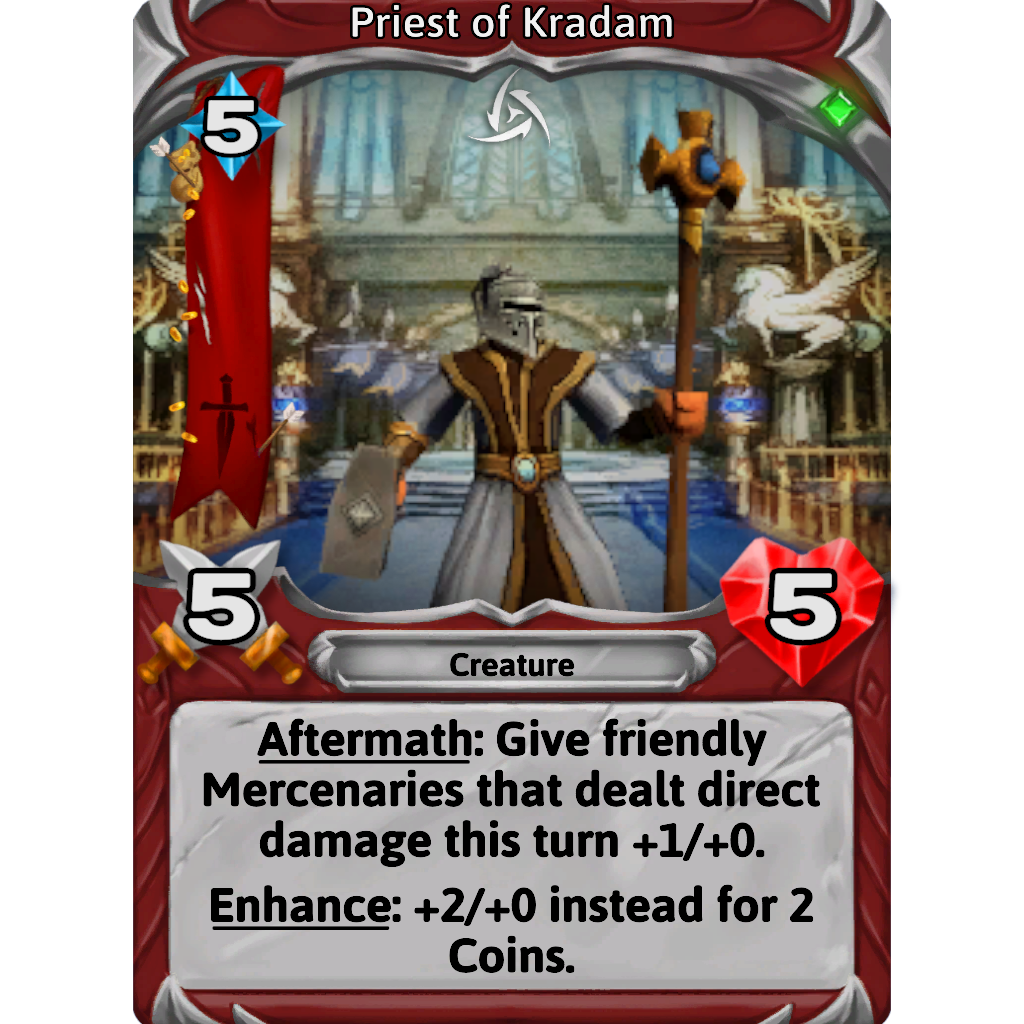 Priest of Kradam
5
5
5
Creature
Aftermath: Give friendly
Mercenaries that dealt direct
damage this turn +1/+0.
Enhance: +2/+0 instead for 2
Coins.